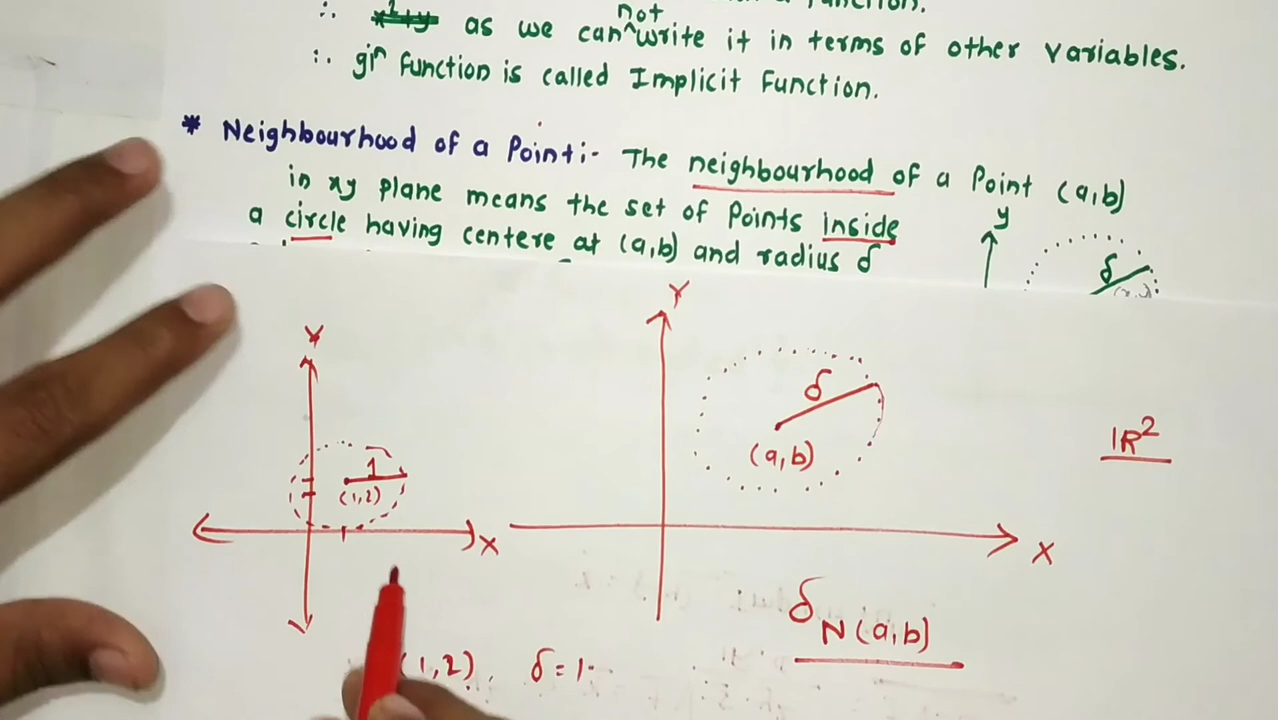 ∴ as we can not write it in terms of other variables.
∴ giⁿ function is called Implicit Function.
* Neighbourhood of a Point:- The neighbourhood of a Point (a,b)
in xy plane means the set of Points inside
a circle having centere at (a,b) and radius δ
y
δ
Y
1
(1,2)
X
Y
δ
(a,b)
X
IR²
δ N(a,b)
(1,2), δ=1